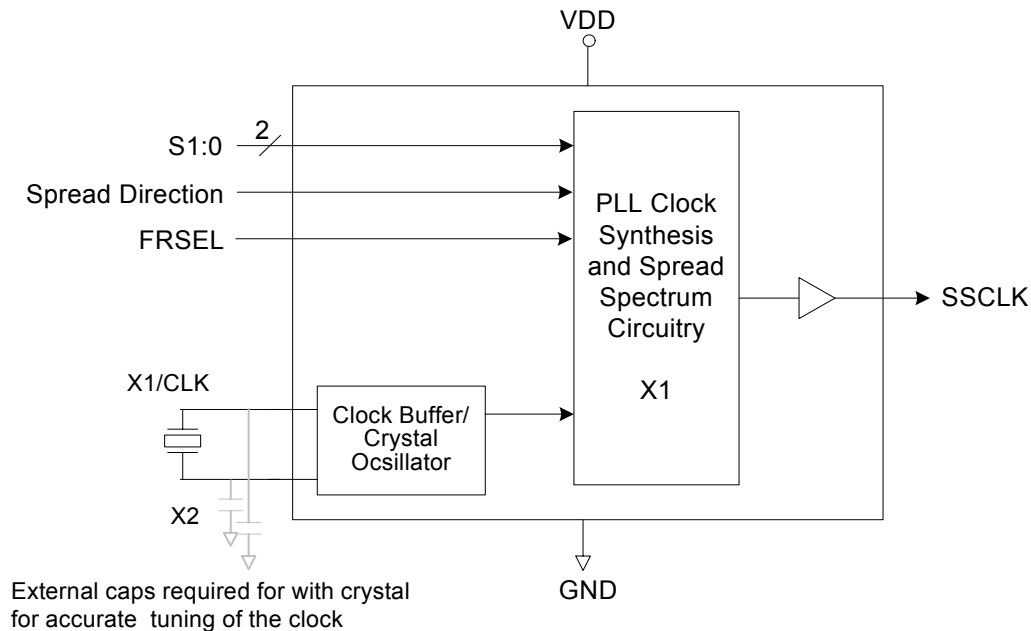 VDD
2
S1:0
Spread Direction
FRSEL
PLL Clock
Synthesis
and Spread
Spectrum
Circuitry
X1
SSCLK
X1/CLK
Clock Buffer/
Crystal
Ocsillator
X2
GND
External caps required for with crystal
for accurate tuning of the clock